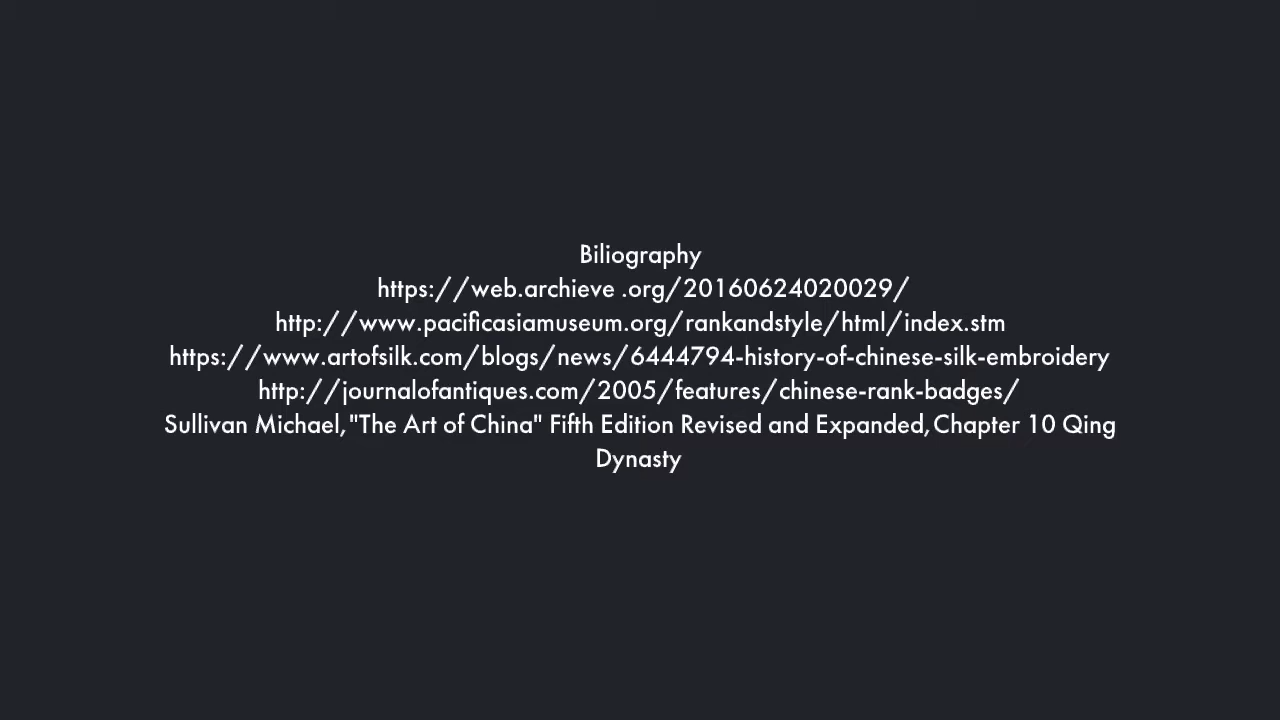 Biliography
https://web.archieve .org/20160624020029/
http://www.pacificasiamuseum.org/rankandstyle/html/index.stm
https://www.artofsilk.com/blogs/news/6444794-history-of-chinese-silk-embroidery
http://journalofantiques.com/2005/features/chinese-rank-badges/
Sullivan Michael,"The Art of China" Fifth Edition Revised and Expanded,Chapter 10 Qing
Dynasty